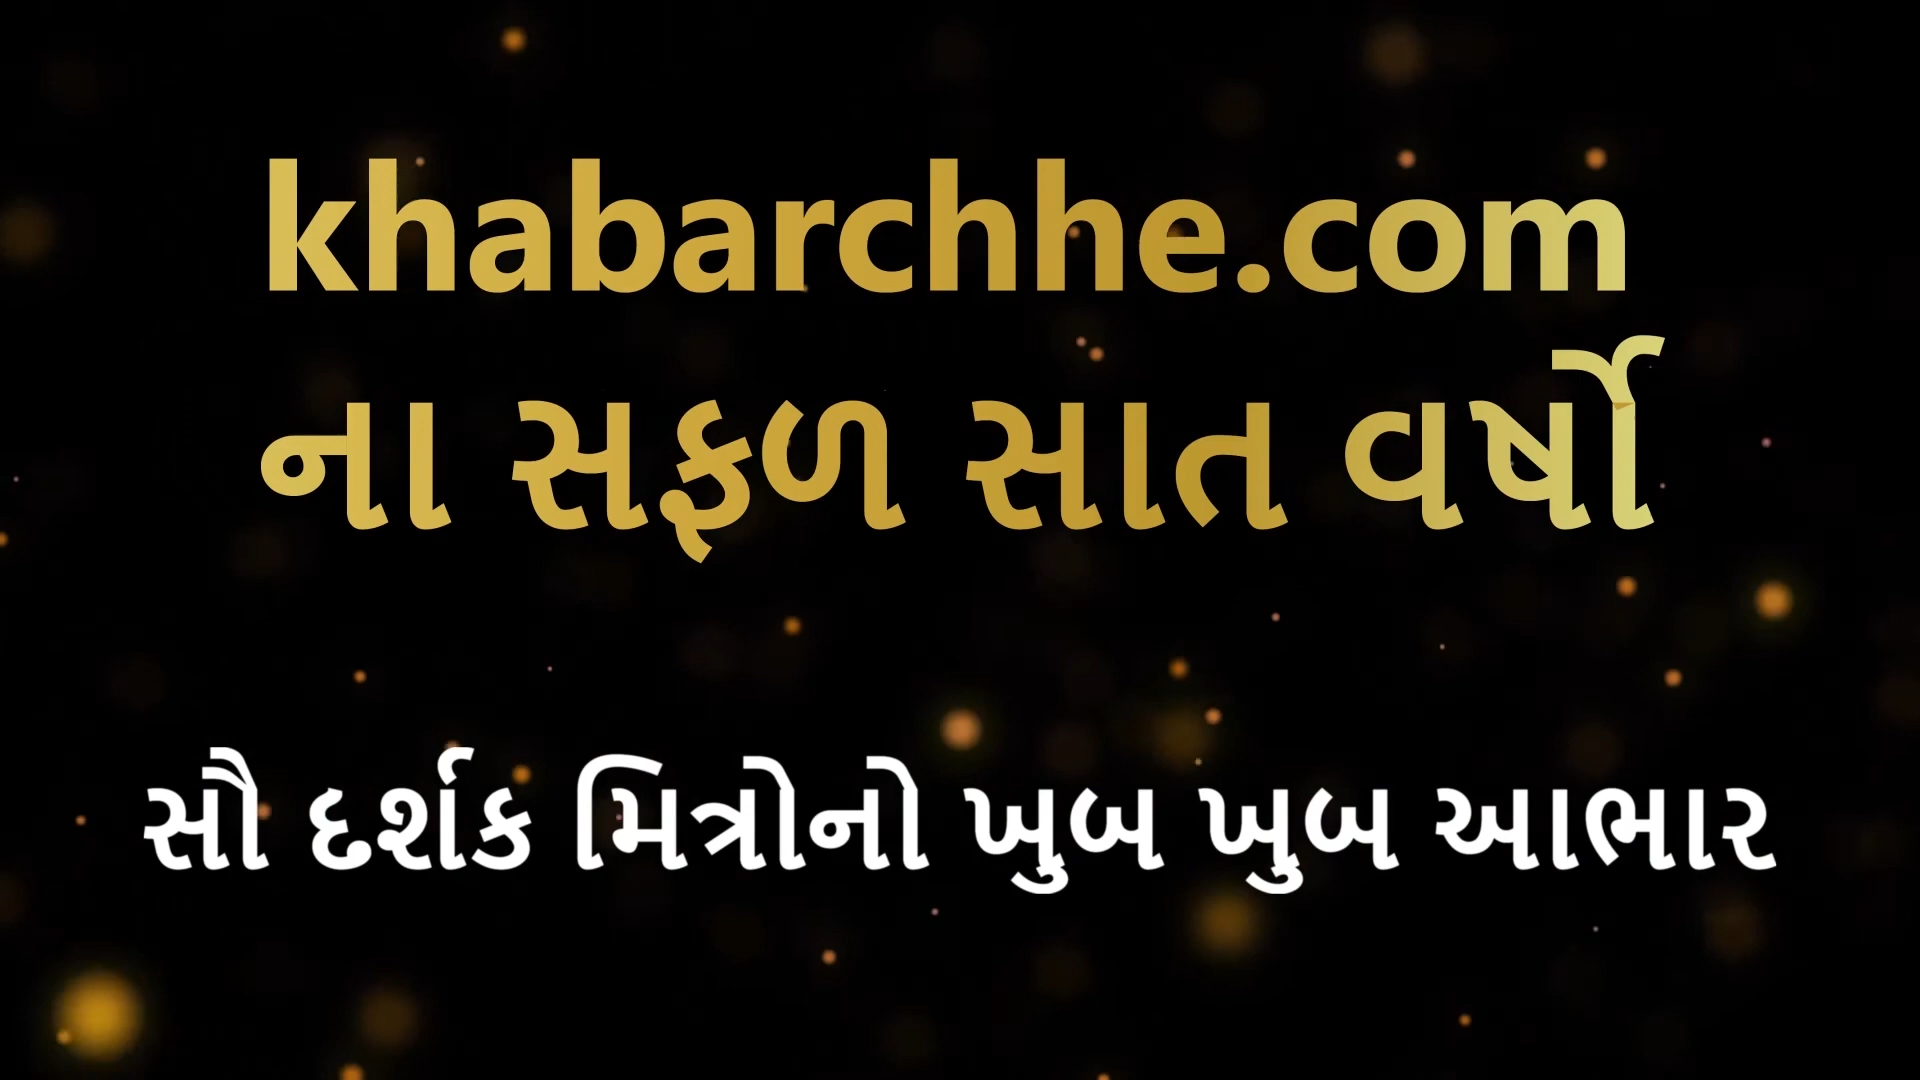 khabarchhe.com
ના સફળ સાત વર્ષો
સૌ દર્શક મિત્રોનો ખુબ ખુબ આભાર